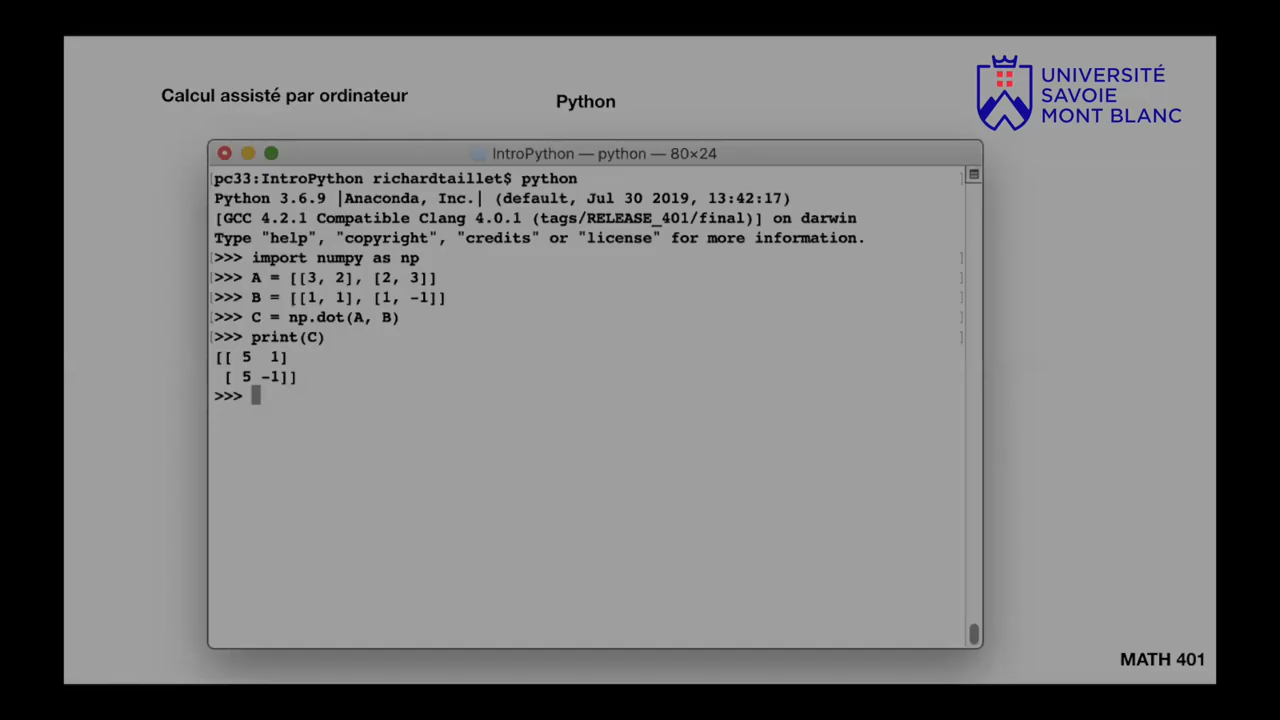 Calcul assisté par ordinateur
Python
UNIVERSITÉ
SAVOIE
MONT BLANC
IntroPython — python — 80×24
[pc33:IntroPython richardtaillet$ python ]
Python 3.6.9 |Anaconda, Inc.| (default, Jul 30 2019, 13:42:17)
[GCC 4.2.1 Compatible Clang 4.0.1 (tags/RELEASE_401/final)] on darwin
Type "help", "copyright", "credits" or "license" for more information.
[>>> import numpy as np ]
[>>> A = [[3, 2], [2, 3]] ]
[>>> B = [[1, 1], [1, -1]] ]
[>>> C = np.dot(A, B) ]
[>>> print(C) ]
[[ 5  1]
 [ 5 -1]]
>>>
MATH 401